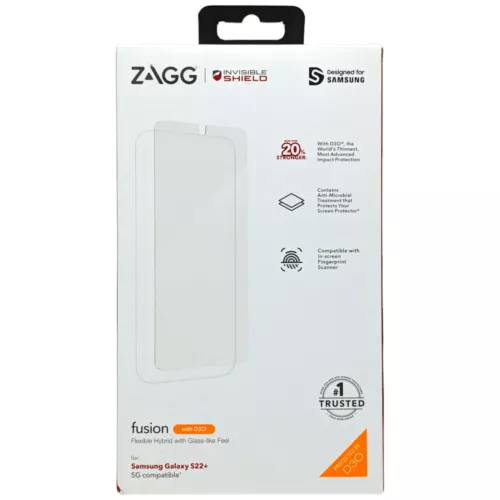 ZAGG | INVISIBLE SHIELD
Designed for
SAMSUNG
20%
STRONGER
With D3O®, the
World's Thinnest,
Most Advanced
Impact Protection
Contains
Anti-Microbial
Treatment that
Protects Your
Screen Protector*
Compatible with
In-screen
Fingerprint
Scanner
#1
TRUSTED
fusion with D3O®
Flexible Hybrid with Glass-like Feel
for
Samsung Galaxy S22+
5G compatible†
PROTECTED BY
D3O